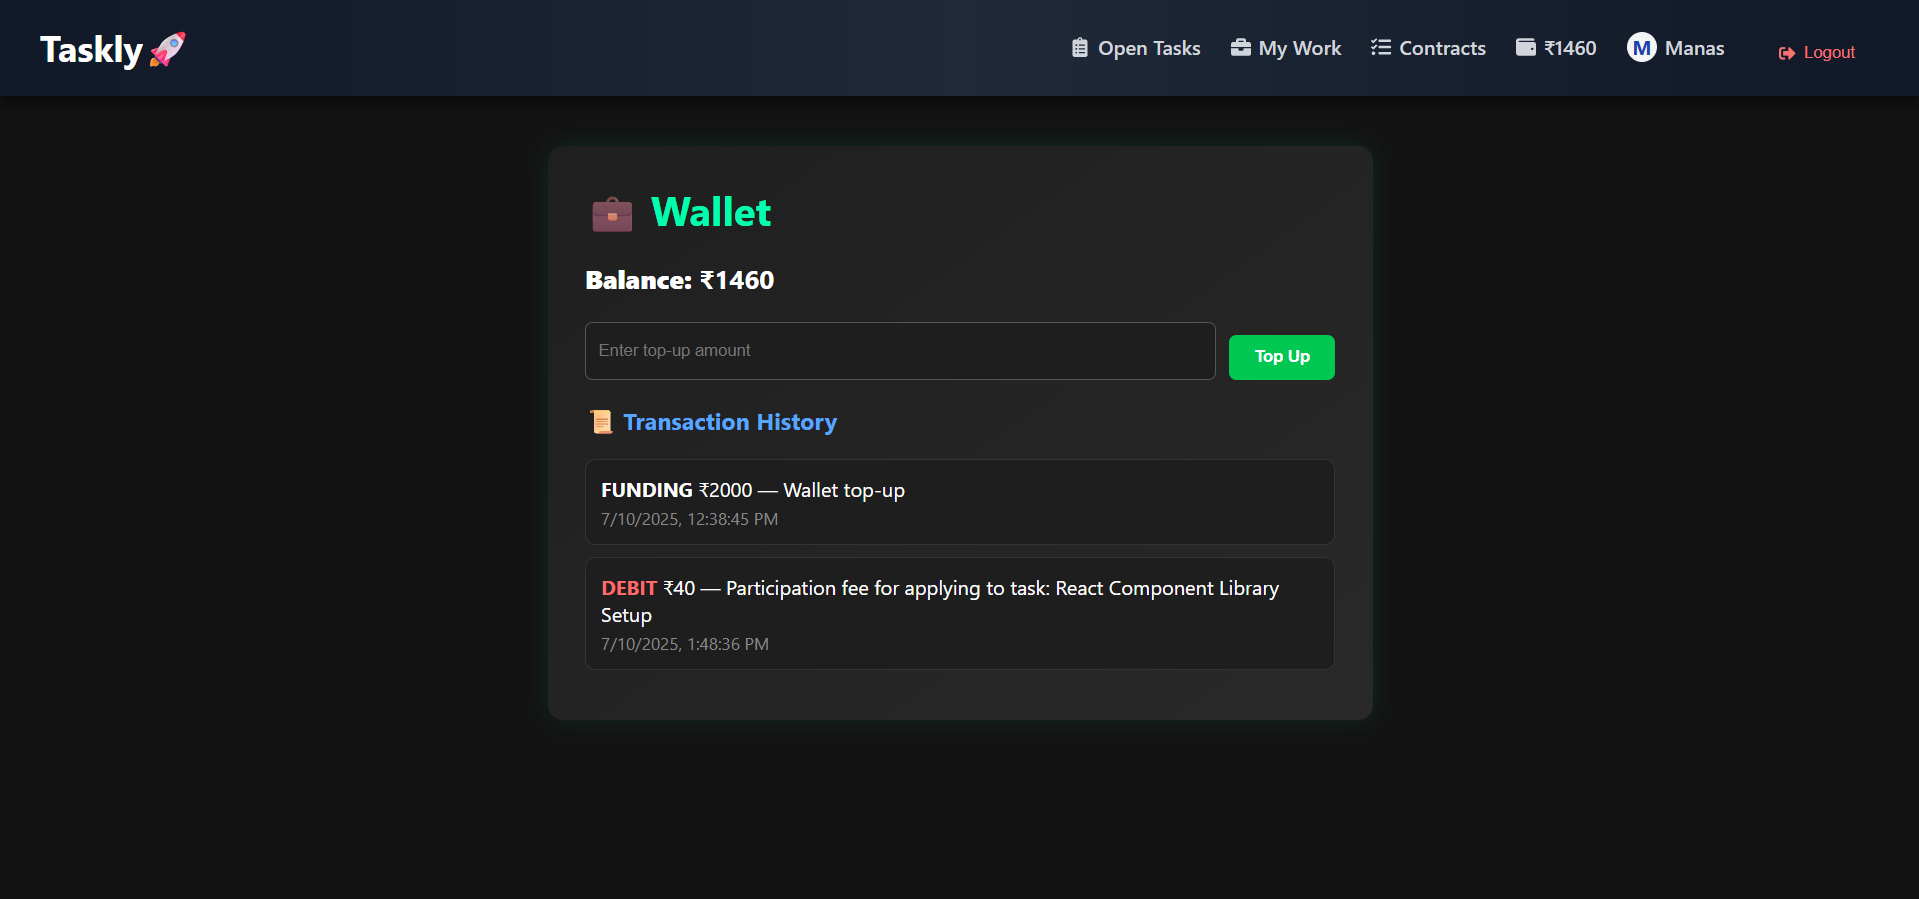 Taskly🚀
Open Tasks
My Work
Contracts
₹1460
M
Manas
Logout
Wallet
Balance: ₹1460
Enter top-up amount
Top Up
Transaction History
FUNDING ₹2000 — Wallet top-up
7/10/2025, 12:38:45 PM
DEBIT ₹40 — Participation fee for applying to task: React Component Library
Setup
7/10/2025, 1:48:36 PM